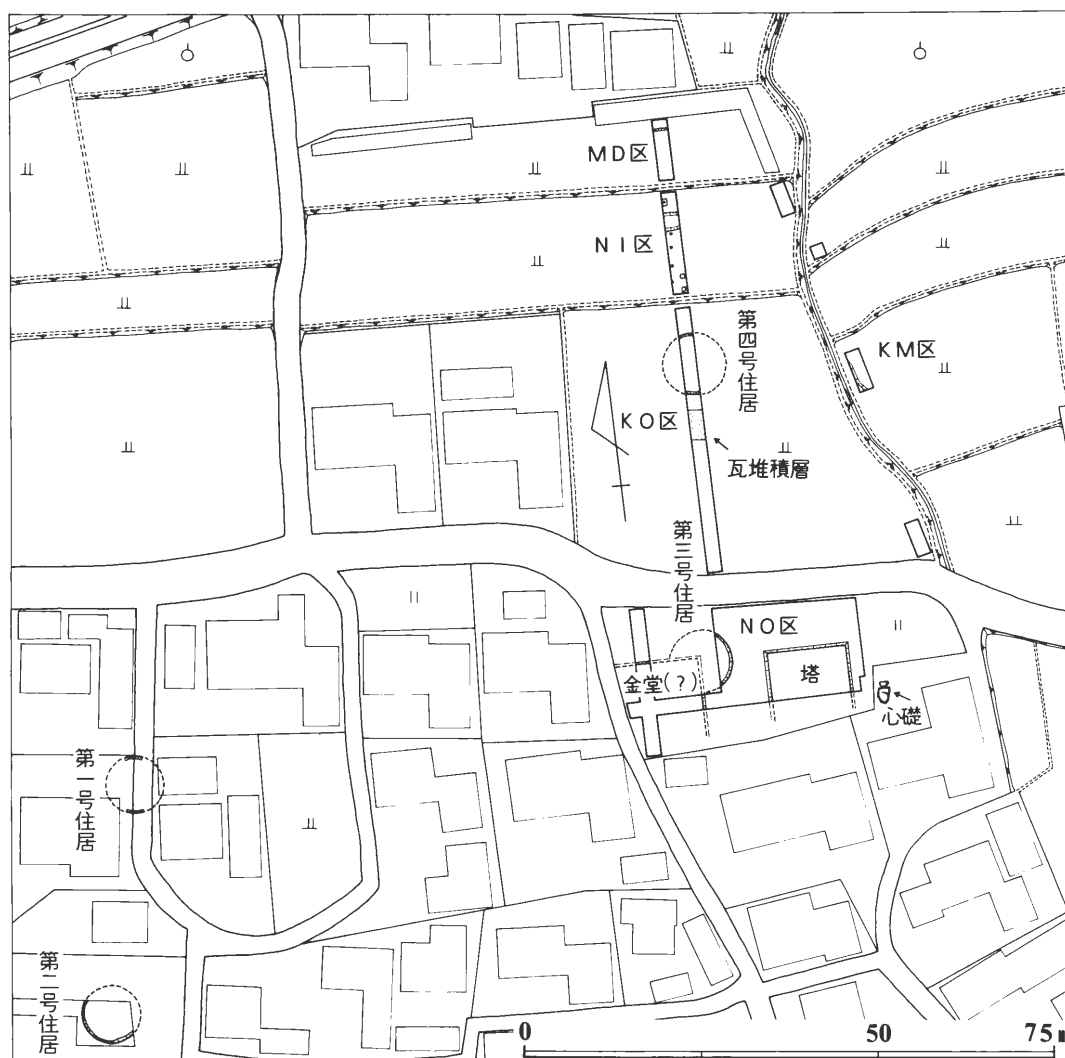 MD区
NI区
第四号住居
KM区
KO区
瓦堆積層
第三号住居
NO区
金堂(?)
塔
心礎
第一号住居
第二号住居
0
50
75m